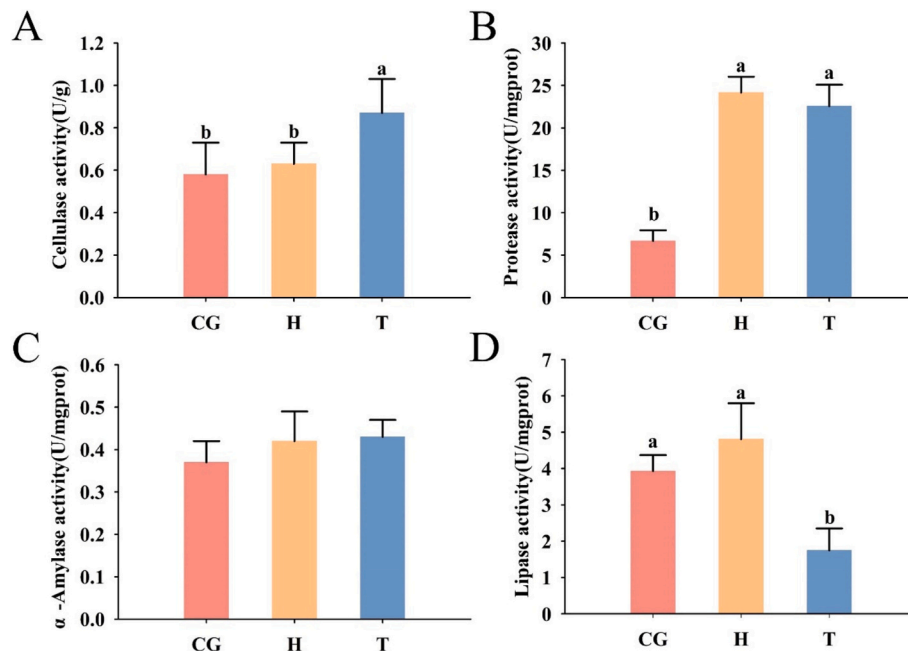 A
Cellulase activity(U/g)
1.2
1.0
0.8
0.6
0.4
0.2
0.0
b
b
a
CG
H
T
B
Protease activity(U/mgprot)
30
25
20
15
10
5
0
b
a
a
CG
H
T
C
α -Amylase activity(U/mgprot)
0.6
0.5
0.4
0.3
0.2
0.1
0.0
CG
H
T
D
Lipase activity(U/mgprot)
7
6
5
4
3
2
1
0
a
a
b
CG
H
T